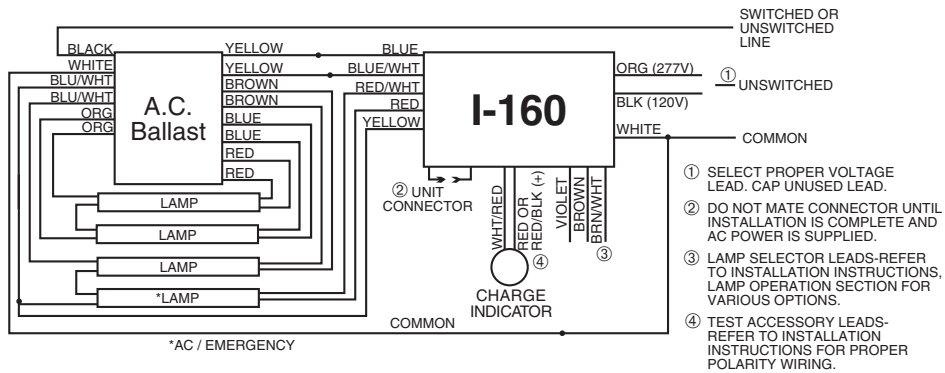 SWITCHED OR
UNSWITCHED
LINE
BLACK
WHITE
BLU/WHT
BLU/WHT
ORG
ORG
A.C.
Ballast
YELLOW
YELLOW
BROWN
BROWN
BLUE
BLUE
RED
RED
BLUE
BLUE/WHT
RED/WHT
RED
YELLOW
I-160
ORG (277V)
① UNSWITCHED
BLK (120V)
WHITE
COMMON
② UNIT
CONNECTOR
WHT/RED
RED OR
RED/BLK (+)
④
VIOLET
BROWN
BRN/WHT
③
CHARGE
INDICATOR
LAMP
LAMP
LAMP
*LAMP
COMMON
*AC / EMERGENCY
① SELECT PROPER VOLTAGE
LEAD. CAP UNUSED LEAD.
② DO NOT MATE CONNECTOR UNTIL
INSTALLATION IS COMPLETE AND
AC POWER IS SUPPLIED.
③ LAMP SELECTOR LEADS-REFER
TO INSTALLATION INSTRUCTIONS,
LAMP OPERATION SECTION FOR
VARIOUS OPTIONS.
④ TEST ACCESSORY LEADS-
REFER TO INSTALLATION
INSTRUCTIONS FOR PROPER
POLARITY WIRING.